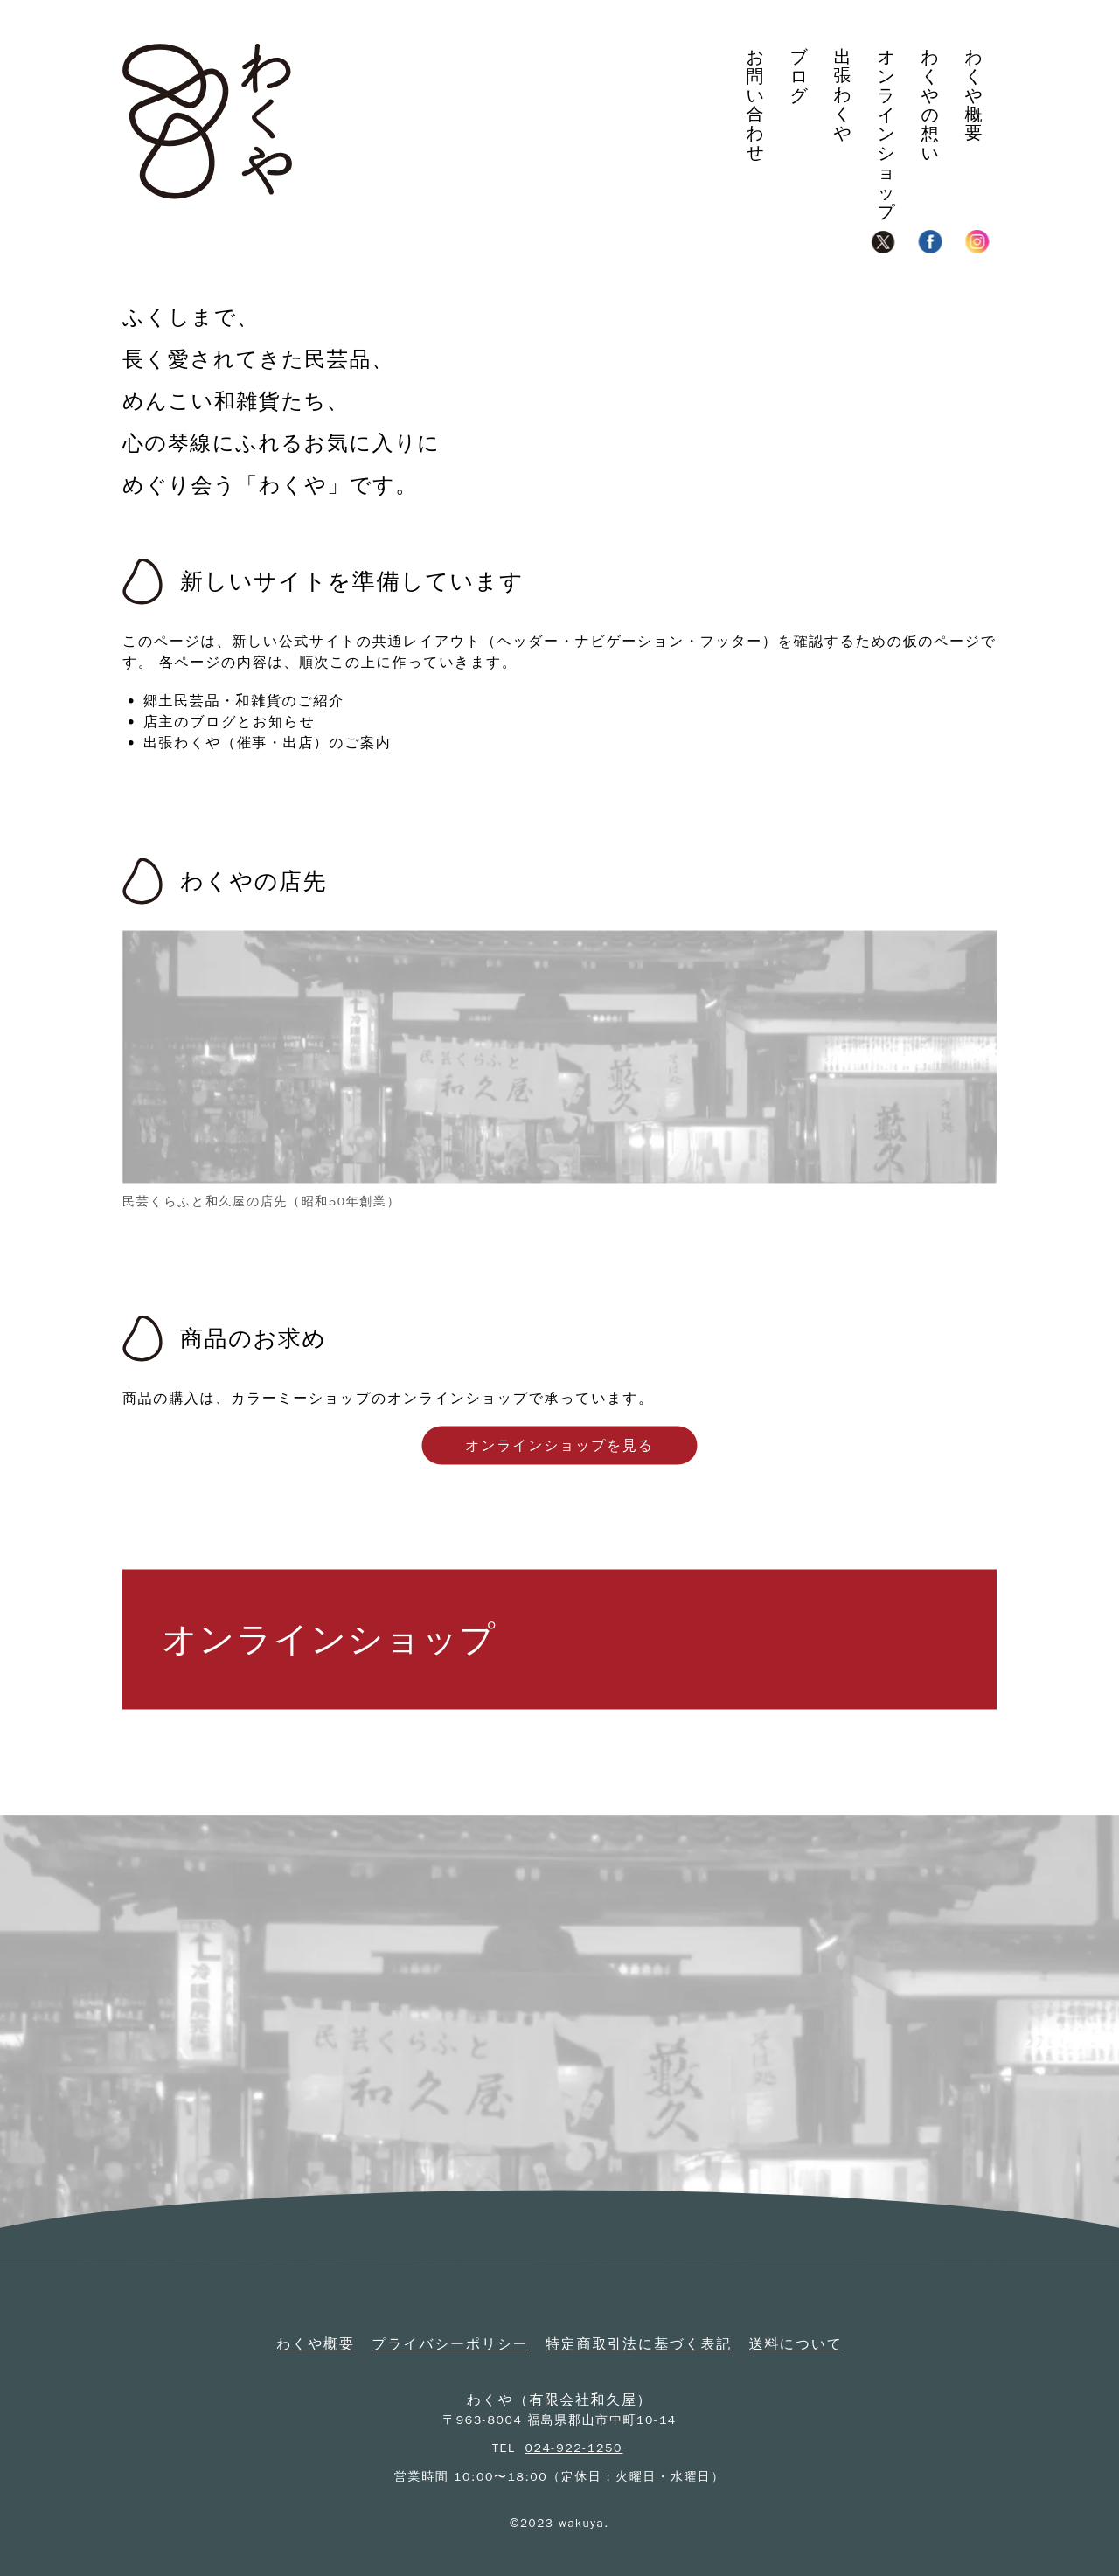 わくや
わくや概要
わくやの想い
オンラインショップ
出張わくや
ブログ
お問い合わせ
ふくしまで、
長く愛されてきた民芸品、
めんこい和雑貨たち、
心の琴線にふれるお気に入りに
めぐり会う「わくや」です。
新しいサイトを準備しています
このページは、新しい公式サイトの共通レイアウト（ヘッダー・ナビゲーション・フッター）を確認するための仮のページで
す。 各ページの内容は、順次この上に作っていきます。
郷土民芸品・和雑貨のご紹介
店主のブログとお知らせ
出張わくや（催事・出店）のご案内
わくやの店先
民芸くらふと
和久屋
そば処
藪久
そば処
藪久
民芸くらふと和久屋の店先（昭和50年創業）
商品のお求め
商品の購入は、カラーミーショップのオンラインショップで承っています。
オンラインショップを見る
オンラインショップ
冷
民芸くらふと
和久屋
そば処
藪久
わくや概要 プライバシーポリシー 特定商取引法に基づく表記 送料について
わくや（有限会社和久屋）
〒963-8004 福島県郡山市中町10-14
TEL 024-922-1250
営業時間 10:00〜18:00（定休日：火曜日・水曜日）
©2023 wakuya.